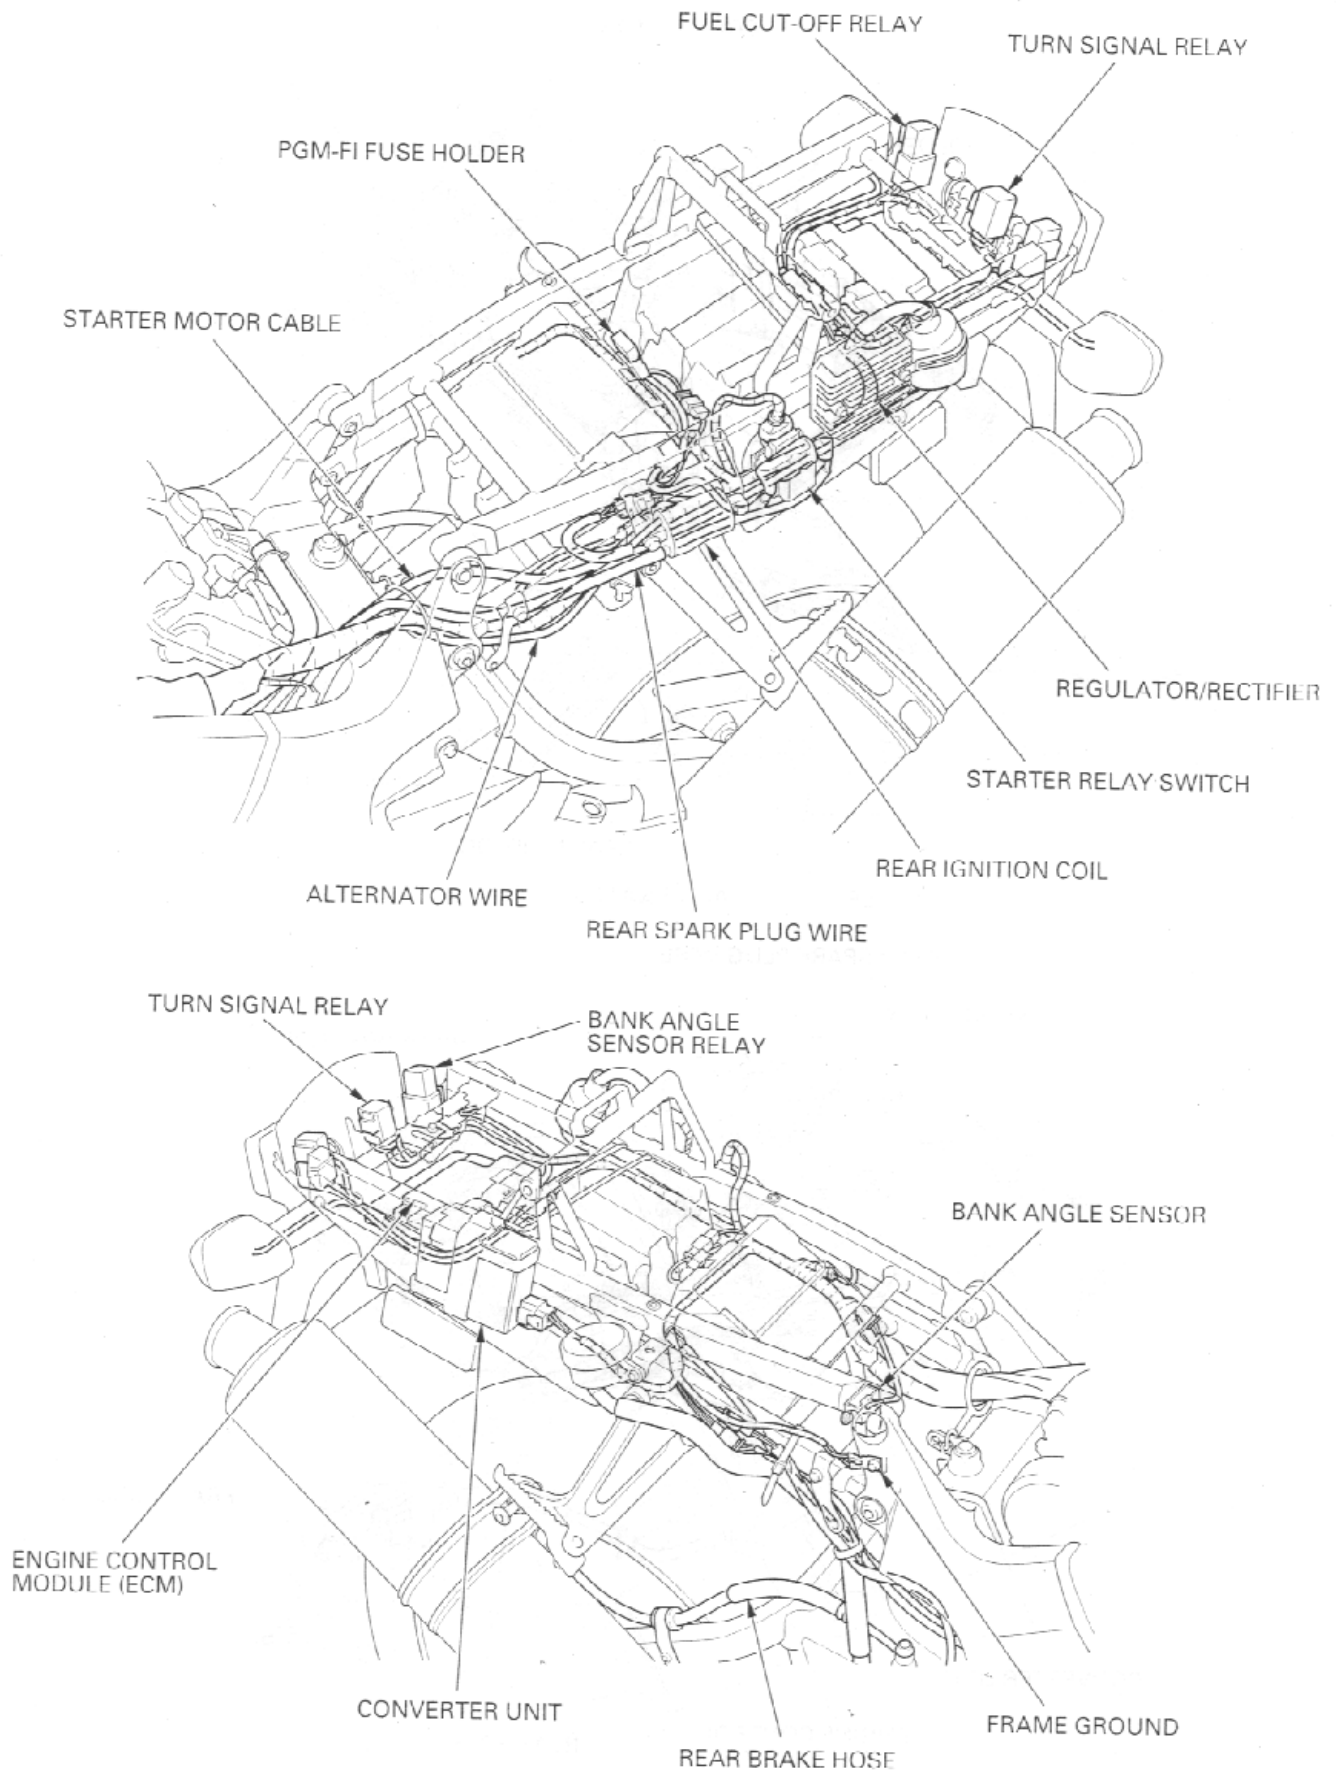 FUEL CUT-OFF RELAY
TURN SIGNAL RELAY
PGM-FI FUSE HOLDER
STARTER MOTOR CABLE
REGULATOR/RECTIFIER
STARTER RELAY SWITCH
REAR IGNITION COIL
ALTERNATOR WIRE
REAR SPARK PLUG WIRE
TURN SIGNAL RELAY
BANK ANGLE
SENSOR RELAY
BANK ANGLE SENSOR
ENGINE CONTROL
MODULE (ECM)
CONVERTER UNIT
FRAME GROUND
REAR BRAKE HOSE